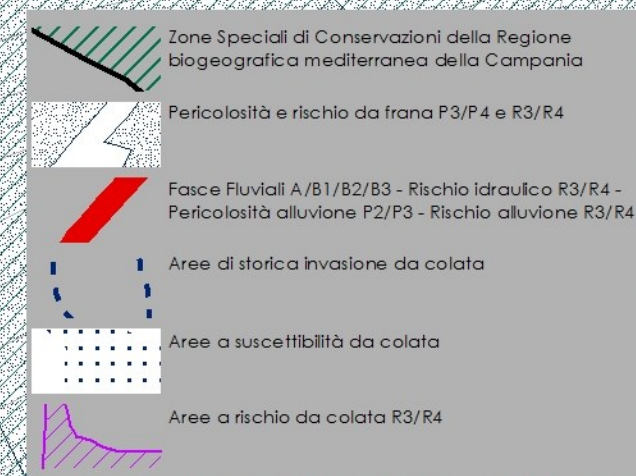 Zone Speciali di Conservazioni della Regione
biogeografica mediterranea della Campania
Pericolosità e rischio da frana P3/P4 e R3/R4
Fasce Fluviali A/B1/B2/B3 - Rischio idraulico R3/R4 -
Pericolosità alluvione P2/P3 - Rischio alluvione R3/R4
Aree di storica invasione da colata
Aree a suscettibilità da colata
Aree a rischio da colata R3/R4